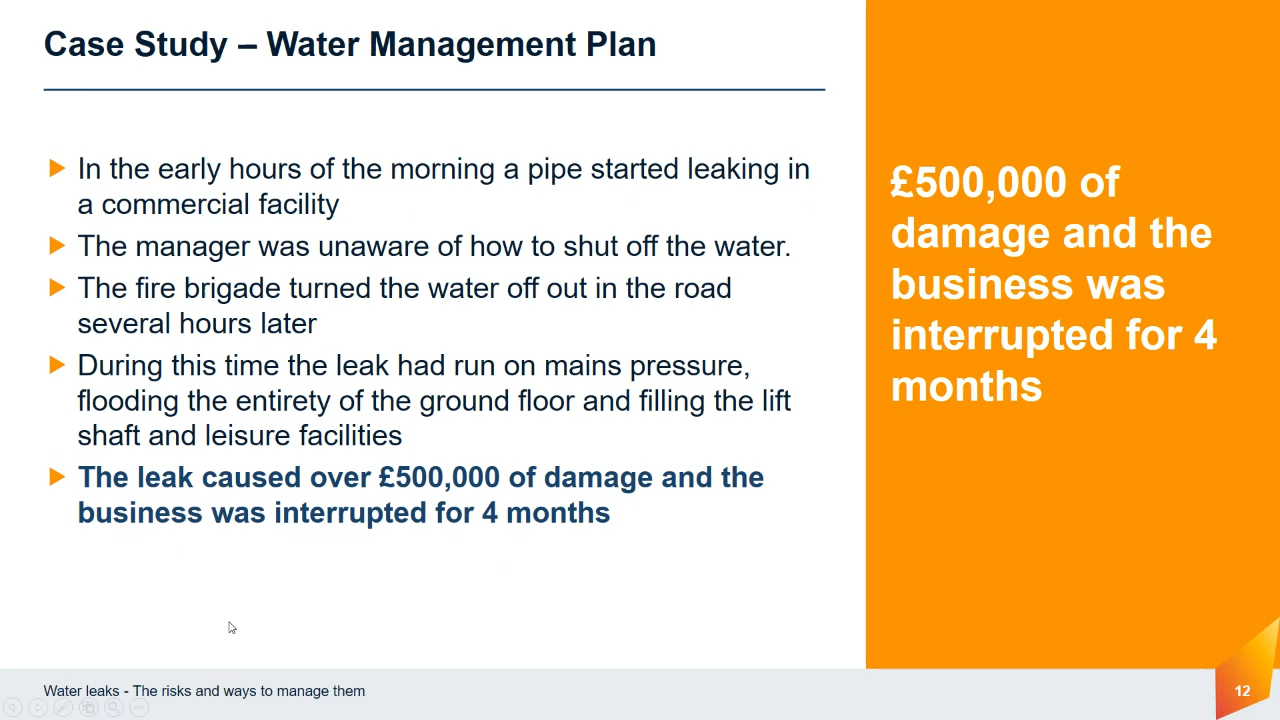 Case Study – Water Management Plan
In the early hours of the morning a pipe started leaking in
a commercial facility
The manager was unaware of how to shut off the water.
The fire brigade turned the water off out in the road
several hours later
During this time the leak had run on mains pressure,
flooding the entirety of the ground floor and filling the lift
shaft and leisure facilities
The leak caused over £500,000 of damage and the
business was interrupted for 4 months
£500,000 of
damage and the
business was
interrupted for 4
months
Water leaks - The risks and ways to manage them
12